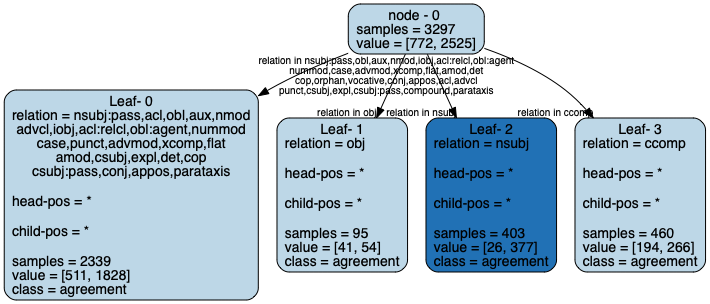 node - 0
samples = 3297
value = [772, 2525]
relation in nsubj:pass,obl,aux,nmod,iobj,acl:relcl,obl:agent
nummod,case,advmod,xcomp,flat,amod,det
cop,orphan,vocative,conj,appos,acl,advcl
punct,csubj,expl,csubj:pass,compound,parataxis
relation in obj
relation in nsubj
relation in ccomp
Leaf- 0
relation = nsubj:pass,acl,obl,aux,nmod
advcl,iobj,acl:relcl,obl:agent,nummod
case,punct,advmod,xcomp,flat
amod,csubj,expl,det,cop
csubj:pass,conj,appos,parataxis
head-pos = *
child-pos = *
samples = 2339
value = [511, 1828]
class = agreement
Leaf- 1
relation = obj
head-pos = *
child-pos = *
samples = 95
value = [41, 54]
class = agreement
Leaf- 2
relation = nsubj
head-pos = *
child-pos = *
samples = 403
value = [26, 377]
class = agreement
Leaf- 3
relation = ccomp
head-pos = *
child-pos = *
samples = 460
value = [194, 266]
class = agreement